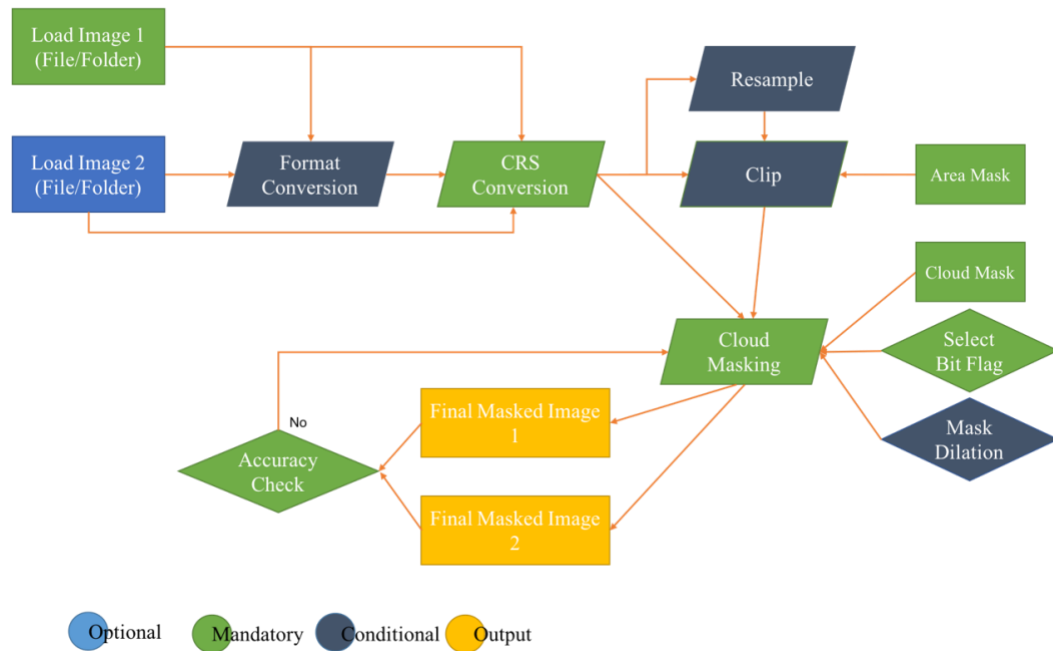 Load Image 1
(File/Folder)
Resample
Load Image 2
(File/Folder)
Format
Conversion
CRS
Conversion
Clip
Area Mask
Cloud Mask
Cloud
Masking
Select
Bit Flag
Final Masked Image
1
No
Accuracy
Check
Mask
Dilation
Final Masked Image
2
Optional
Mandatory
Conditional
Output